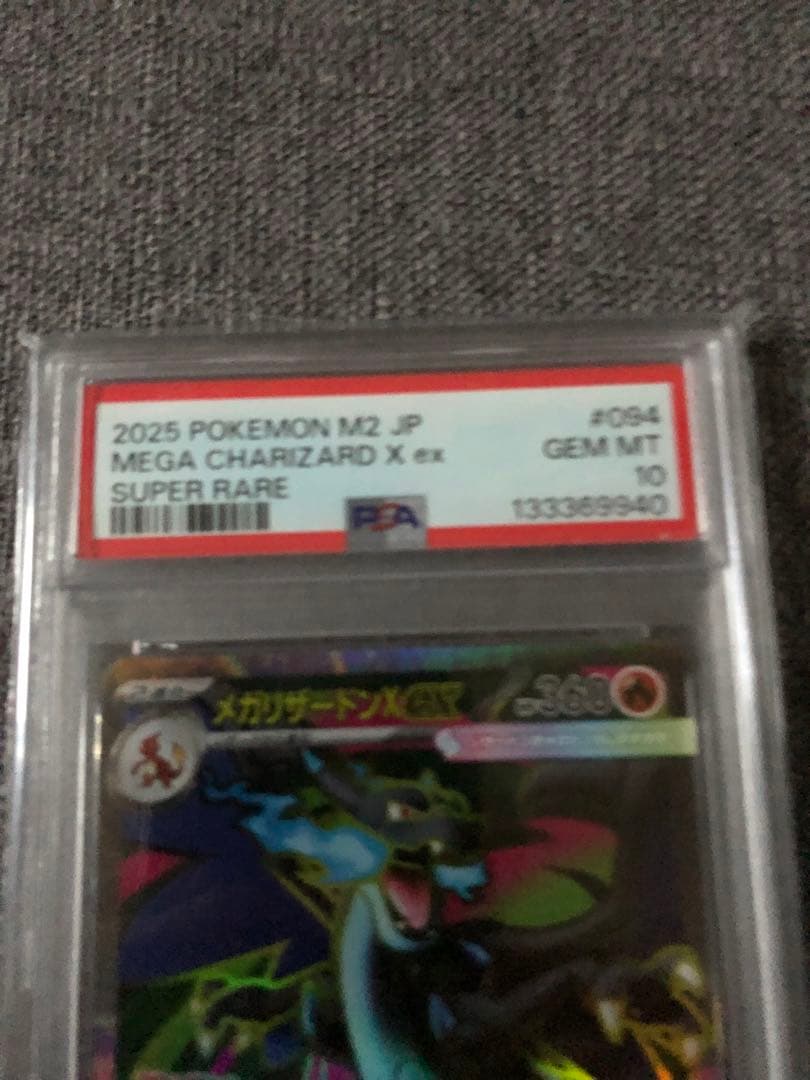 2025 POKEMON M2 JP #094
MEGA CHARIZARD X ex GEM MT
SUPER RARE 10
133369940
PSA
メガリザードンXex 360